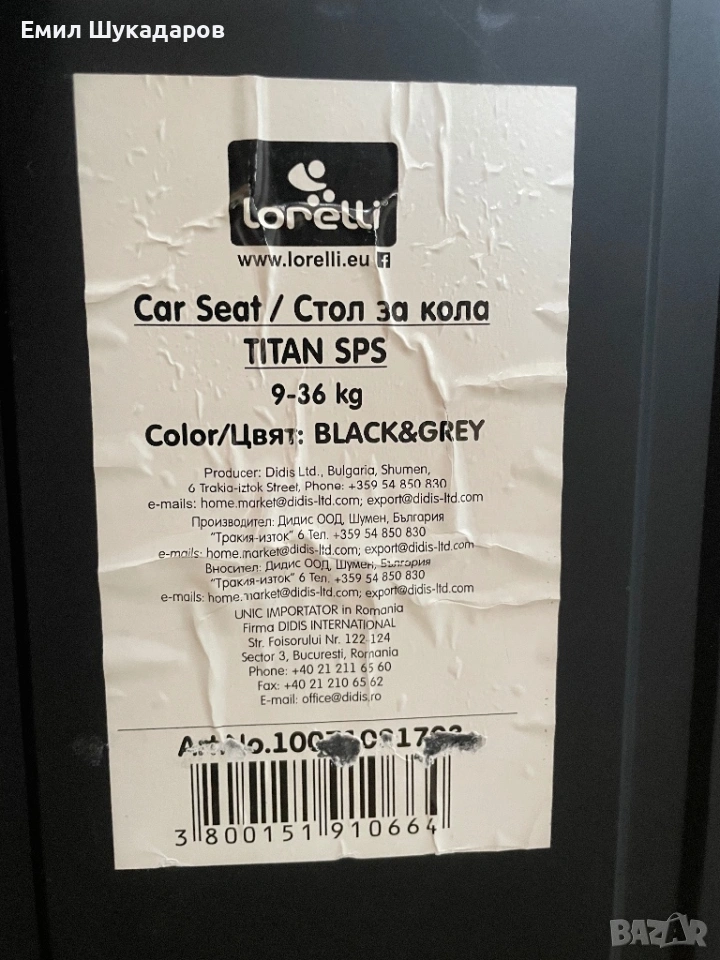 Емил Шукадаров
lorelli
www.lorelli.eu
Car Seat / Стол за кола
TITAN SPS
9-36 kg
Color/Цвят: BLACK&GREY
Producer: Didis Ltd., Bulgaria, Shumen,
6 Trakia-iztok Street, Phone: +359 54 850 830
e-mails: home.market@didis-ltd.com; export@didis-ltd.com
Производител: Дидис ООД, Шумен, България
"Тракия-изток" 6 Тел. +359 54 850 830
e-mails: home.market@didis-ltd.com; export@didis-ltd.com
Вносител: Дидис ООД, Шумен, България
"Тракия-изток" 6 Тел. +359 54 850 830
e-mails: home.market@didis-ltd.com; export@didis-ltd.com
UNIC IMPORTATOR in Romania
Firma DIDIS INTERNATIONAL
Str. Foisorului Nr. 122-124
Sector 3, Bucuresti, Romania
Phone: +40 21 211 65 60
Fax: +40 21 210 65 62
E-mail: office@didis.ro
Art.No.
3 800151 910664
BAZAR